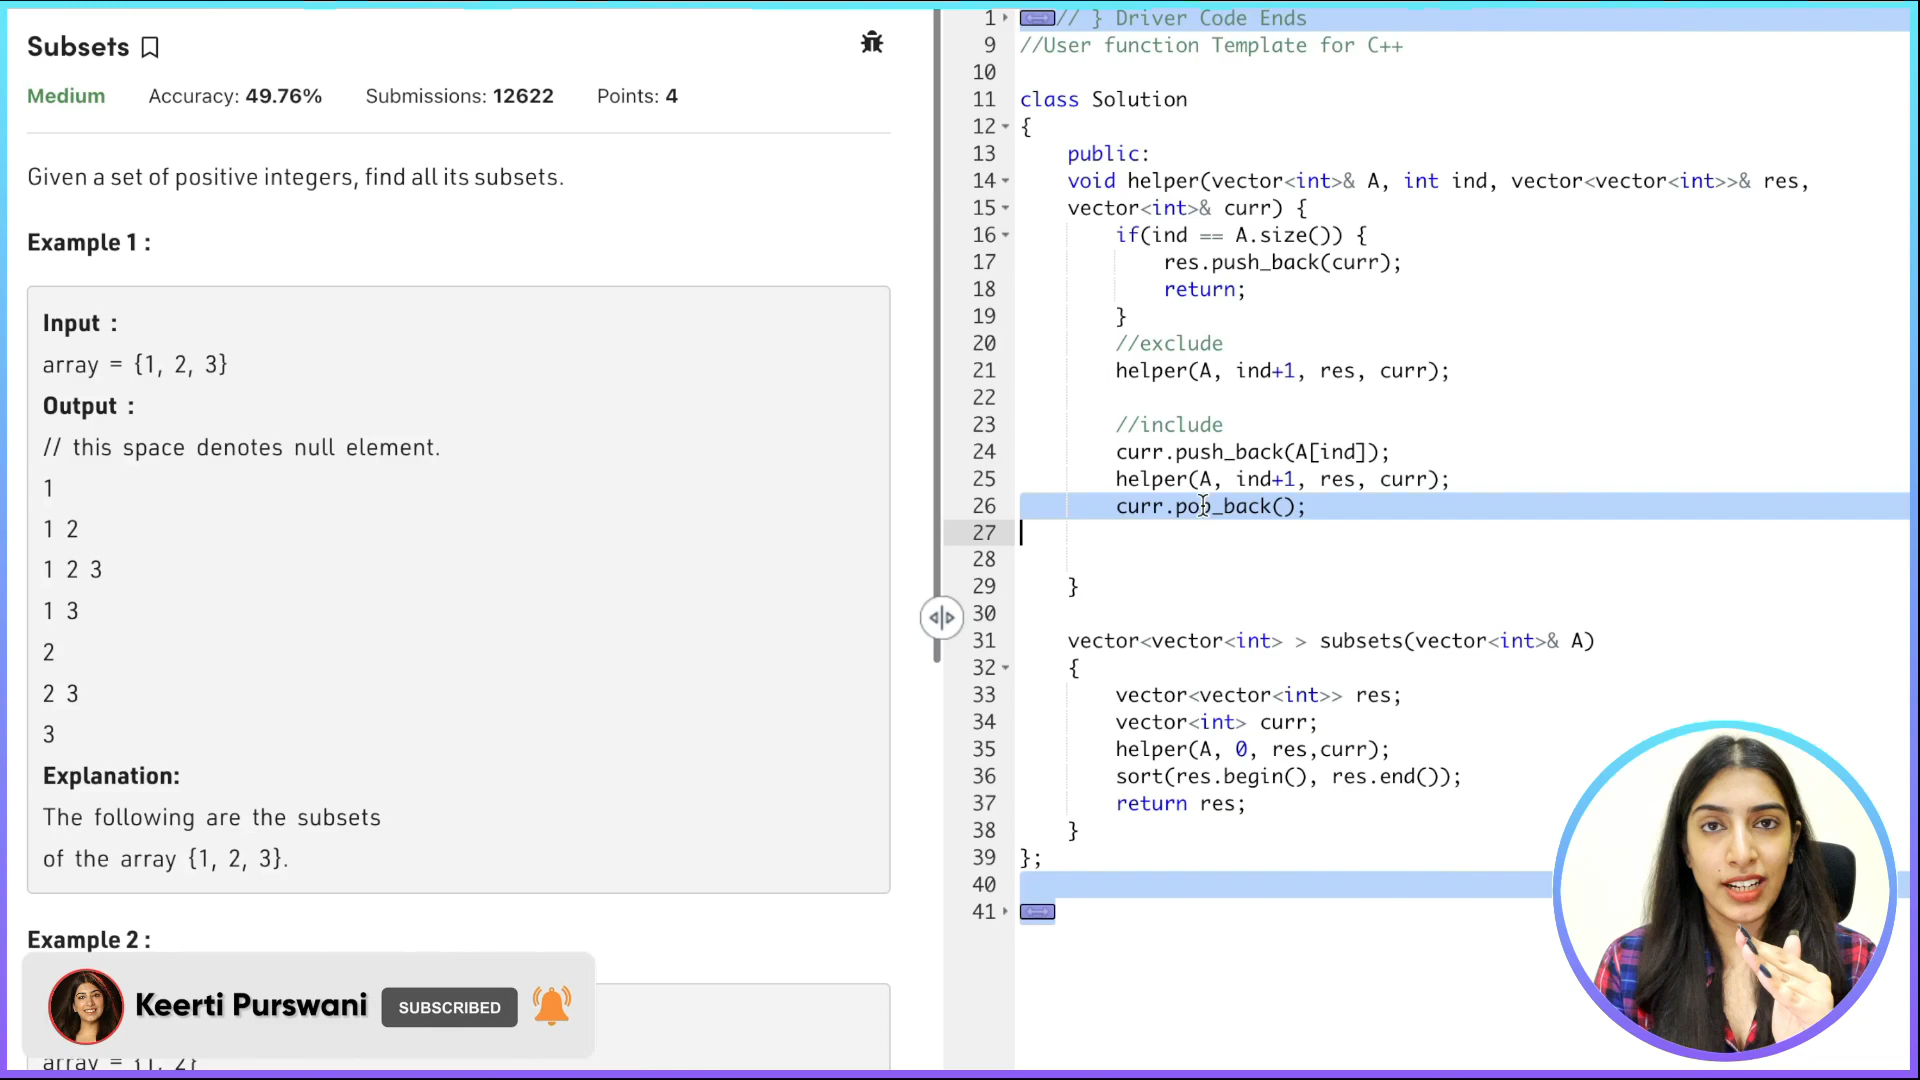 Subsets
Medium Accuracy: 49.76% Submissions: 12622 Points: 4
Given a set of positive integers, find all its subsets.
Example 1 :
Input :
array = {1, 2, 3}
Output :
// this space denotes null element.
1
1 2
1 2 3
1 3
2
2 3
3
Explanation:
The following are the subsets
of the array {1, 2, 3}.
Example 2 :
Keerti Purswani SUBSCRIBED
array = {1, 2}
1 // } Driver Code Ends
9 //User function Template for C++
10
11 class Solution
12 {
13 public:
14 void helper(vector<int>& A, int ind, vector<vector<int>>& res,
15 vector<int>& curr) {
16 if(ind == A.size()) {
17 res.push_back(curr);
18 return;
19 }
20 //exclude
21 helper(A, ind+1, res, curr);
22
23 //include
24 curr.push_back(A[ind]);
25 helper(A, ind+1, res, curr);
26 curr.pop_back();
27
28
29 }
30
31 vector<vector<int> > subsets(vector<int>& A)
32 {
33 vector<vector<int>> res;
34 vector<int> curr;
35 helper(A, 0, res,curr);
36 sort(res.begin(), res.end());
37 return res;
38 }
39 };
40
41